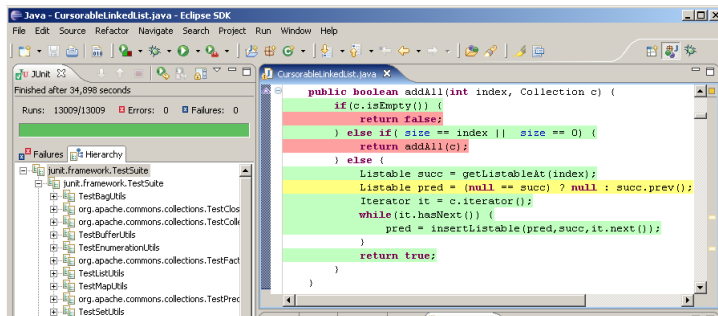 Java - CursorableLinkedList.java - Eclipse SDK
File Edit Source Refactor Navigate Search Project Run Window Help
JUnit
Finished after 34,898 seconds
Runs: 13009/13009 Errors: 0 Failures: 0
Failures Hierarchy
junit.framework.TestSuite
junit.framework.TestSuite
TestBagUtils
org.apache.commons.collections.TestClos
org.apache.commons.collections.TestColle
TestBufferUtils
TestEnumerationUtils
org.apache.commons.collections.TestFact
TestListUtils
TestMapUtils
org.apache.commons.collections.TestPrec
TestSetUtils
CursorableLinkedList.java
public boolean addAll(int index, Collection c) {
if(c.isEmpty()) {
return false;
} else if( size == index || size == 0) {
return addAll(c);
} else {
Listable succ = getListableAt(index);
Listable pred = (null == succ) ? null : succ.prev();
Iterator it = c.iterator();
while(it.hasNext()) {
pred = insertListable(pred,succ,it.next());
}
return true;
}
}